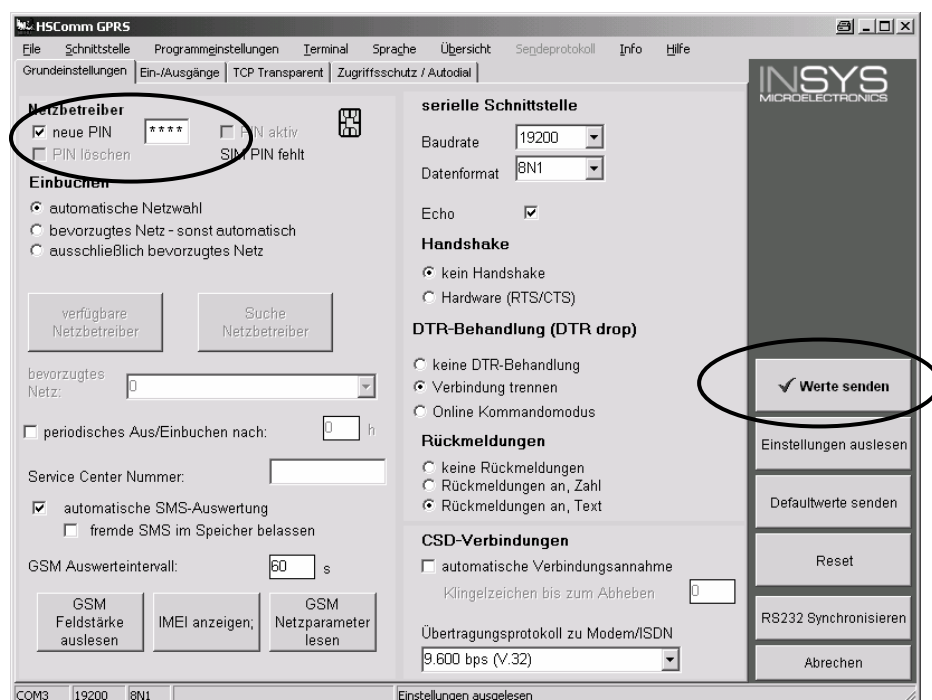 HSComm GPRS
File Schnittstelle Programmeinstellungen Terminal Sprache Übersicht Sendeprotokoll Info Hilfe
Grundeinstellungen Ein-/Ausgänge TCP Transparent Zugriffsschutz / Autodial
Netzbetreiber
neue PIN **** PIN aktiv
PIN löschen SIM PIN fehlt
Einbuchen
automatische Netzwahl
bevorzugtes Netz - sonst automatisch
ausschließlich bevorzugtes Netz
verfügbare
Netzbetreiber
Suche
Netzbetreiber
bevorzugtes
Netz: 0
periodisches Aus/Einbuchen nach: 0 h
Service Center Nummer:
automatische SMS-Auswertung
fremde SMS im Speicher belassen
GSM Auswerteintervall: 60 s
GSM
Feldstärke
auslesen
IMEI anzeigen;
GSM
Netzparameter
lesen
serielle Schnittstelle
Baudrate 19200
Datenformat 8N1
Echo
Handshake
kein Handshake
Hardware (RTS/CTS)
DTR-Behandlung (DTR drop)
keine DTR-Behandlung
Verbindung trennen
Online Kommandomodus
Rückmeldungen
keine Rückmeldungen
Rückmeldungen an, Zahl
Rückmeldungen an, Text
CSD-Verbindungen
automatische Verbindungsannahme
Klingelzeichen bis zum Abheben 0
Übertragungsprotokoll zu Modem/ISDN
9.600 bps (V.32)
INSYS
MICROELECTRONICS
Werte senden
Einstellungen auslesen
Defaultwerte senden
Reset
RS232 Synchronisieren
Abrechen
COM3 19200 8N1 Einstellungen ausgelesen